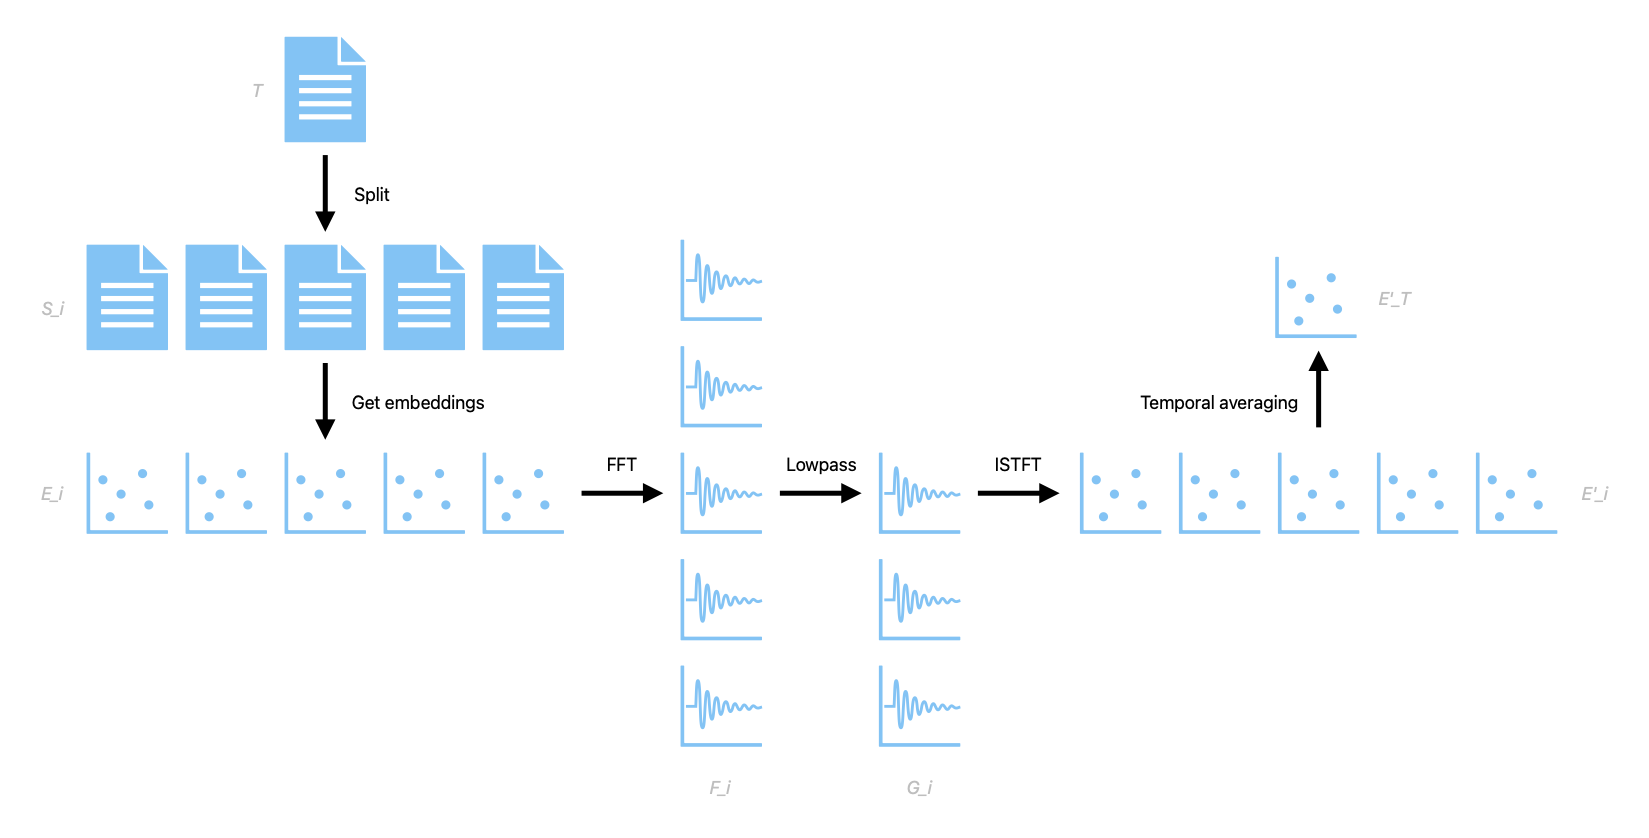 T
Split
S_i
Get embeddings
E_i
FFT
F_i
Lowpass
G_i
ISTFT
E'_i
Temporal averaging
E'_T